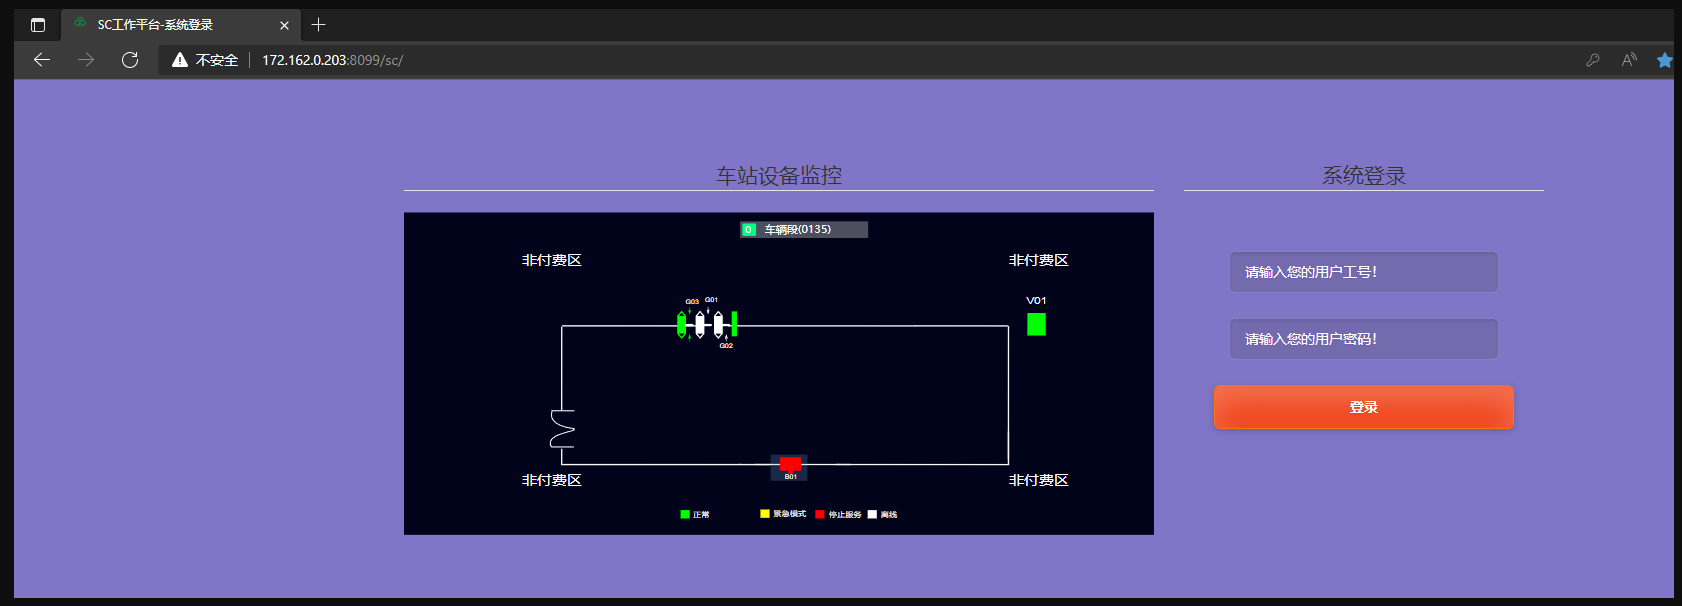 SC工作平台-系统登录
不安全
172.162.0.203:8099/sc/
车站设备监控
系统登录
0 车辆段(0135)
非付费区
非付费区
请输入您的用户工号!
G03
G01
V01
G02
请输入您的用户密码!
登录
B01
非付费区
非付费区
正常
紧急模式
停止服务
离线